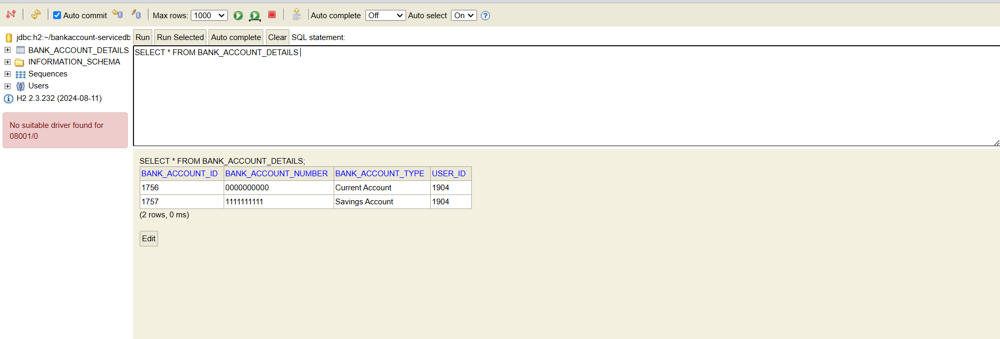 Auto commit Max rows: 1000 Auto complete Off Auto select On ?
jdbc:h2:~/bankaccount-servicedb
BANK_ACCOUNT_DETAILS
INFORMATION_SCHEMA
Sequences
Users
H2 2.3.232 (2024-08-11)
No suitable driver found for
08001/0
Run Run Selected Auto complete Clear SQL statement:
SELECT * FROM BANK_ACCOUNT_DETAILS
SELECT * FROM BANK_ACCOUNT_DETAILS;
BANK_ACCOUNT_ID BANK_ACCOUNT_NUMBER BANK_ACCOUNT_TYPE USER_ID
1756 0000000000 Current Account 1904
1757 1111111111 Savings Account 1904
(2 rows, 0 ms)
Edit